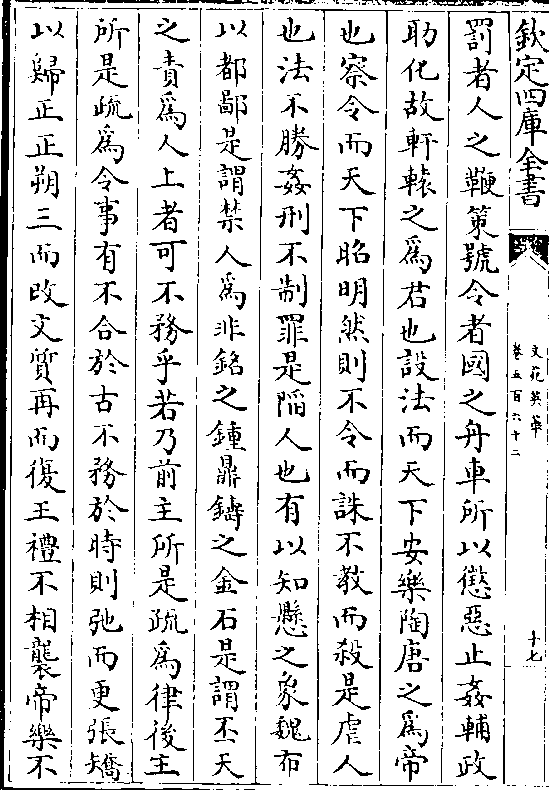 欽定四庫全書
文苑英華
卷五百六十二
十七
罰者人之鞭策號令者國之舟車所以懲惡止姦輔政
助化故軒轅之為君也設法而天下安樂陶唐之為帝
也察令而天下昭明然則不令而誅不教而殺是虐人
也法不勝姦刑不制罪是陷人也有以知懸之象魏布
以都鄙是謂禁人為非銘之鍾鼎鑄之金石是謂丕天
之責為人上者可不務乎若乃前主所是疏為律後主
所是疏為令事有不合於古不務於時則弛而更張矯
以歸正正朔三而改文質再而復王禮不相襲帝樂不